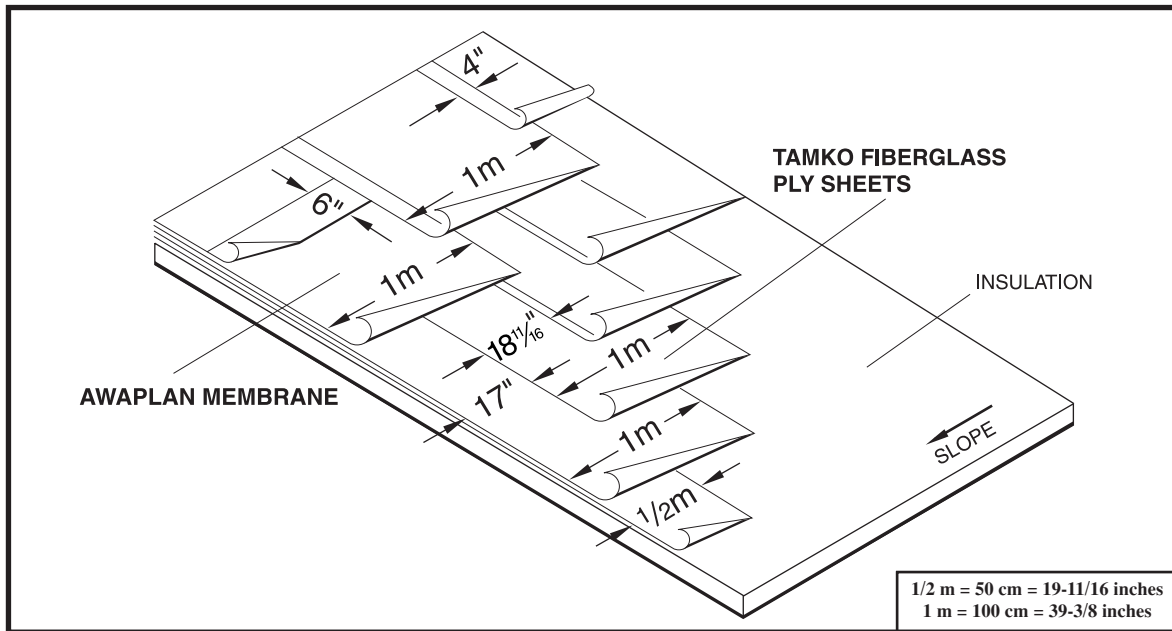 4"
1m
TAMKO FIBERGLASS
PLY SHEETS
6"
1m
INSULATION
18 11/16"
1m
AWAPLAN MEMBRANE
17"
1m
SLOPE
1/2m
1/2 m = 50 cm = 19-11/16 inches
1 m = 100 cm = 39-3/8 inches